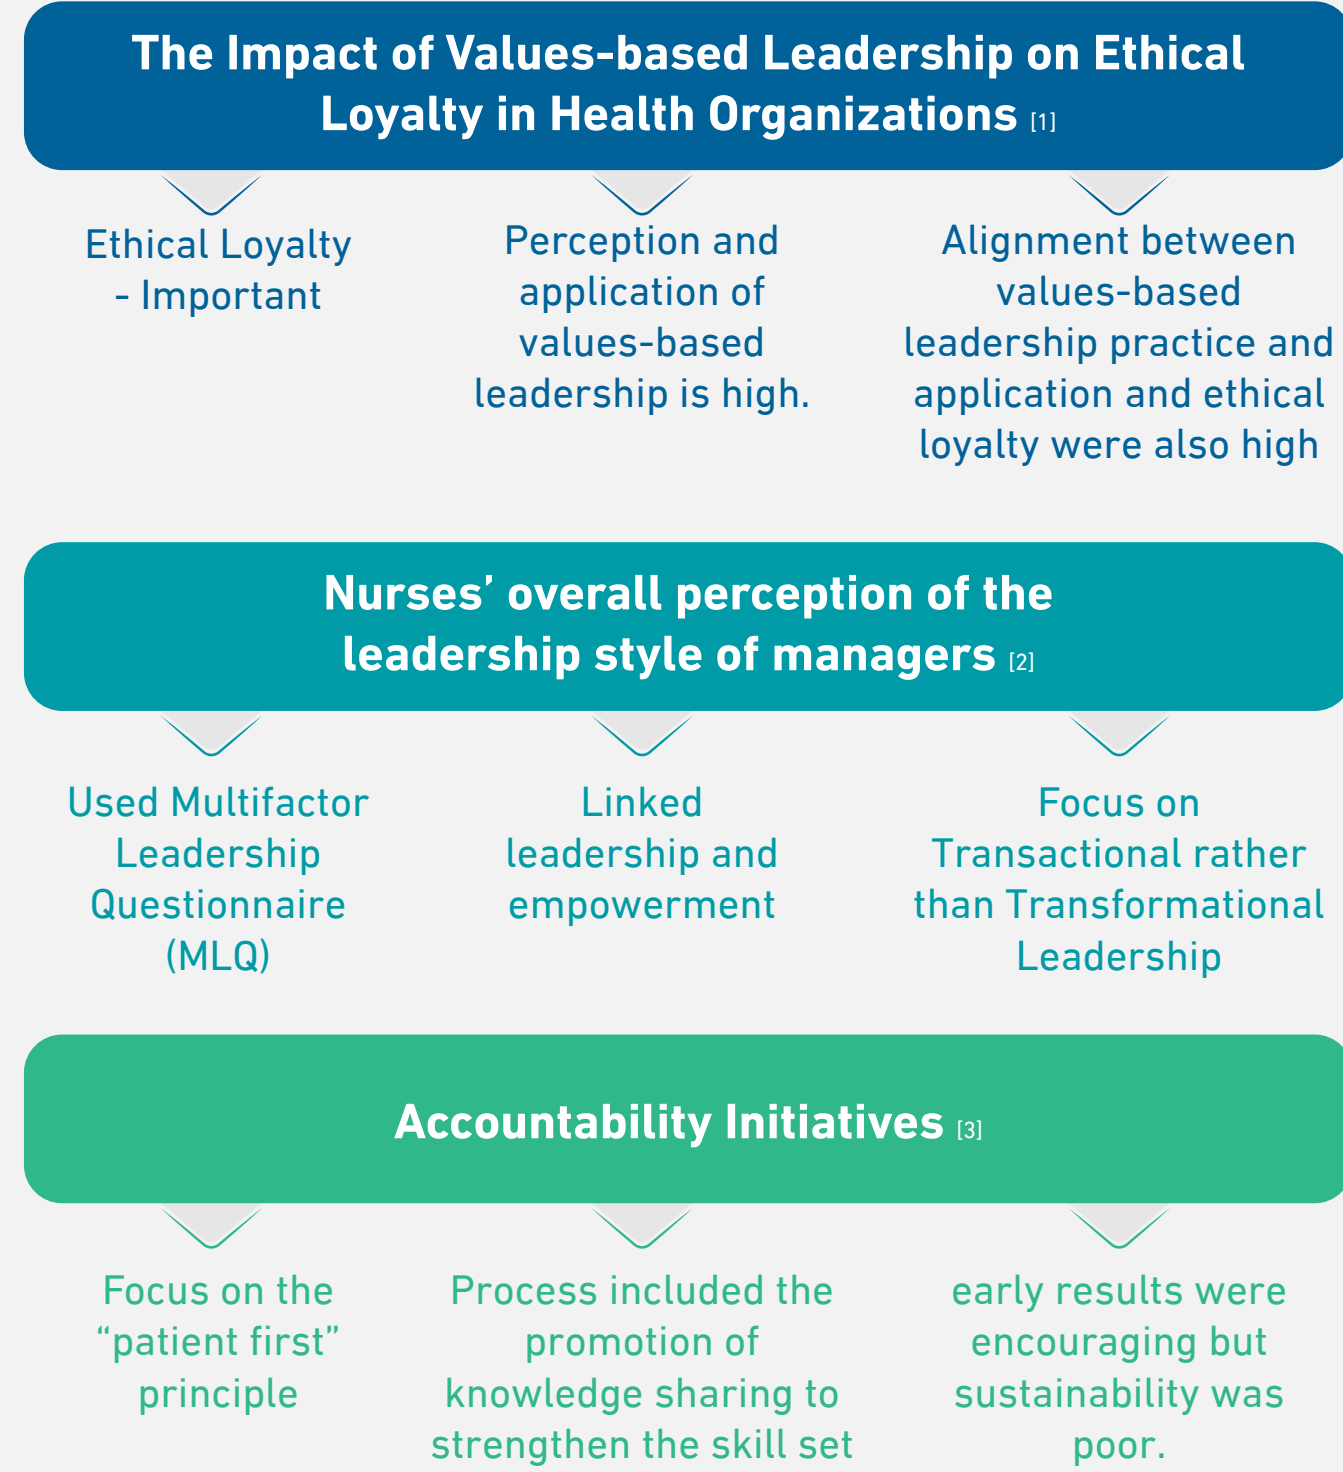 The Impact of Values-based Leadership on Ethical
Loyalty in Health Organizations [1]
Ethical Loyalty
- Important
Perception and
application of
values-based
leadership is high.
Alignment between
values-based
leadership practice and
application and ethical
loyalty were also high
Nurses’ overall perception of the
leadership style of managers [2]
Used Multifactor
Leadership
Questionnaire
(MLQ)
Linked
leadership and
empowerment
Focus on
Transactional rather
than Transformational
Leadership
Accountability Initiatives [3]
Focus on the
“patient first”
principle
Process included the
promotion of
knowledge sharing to
strengthen the skill set
early results were
encouraging but
sustainability was
poor.